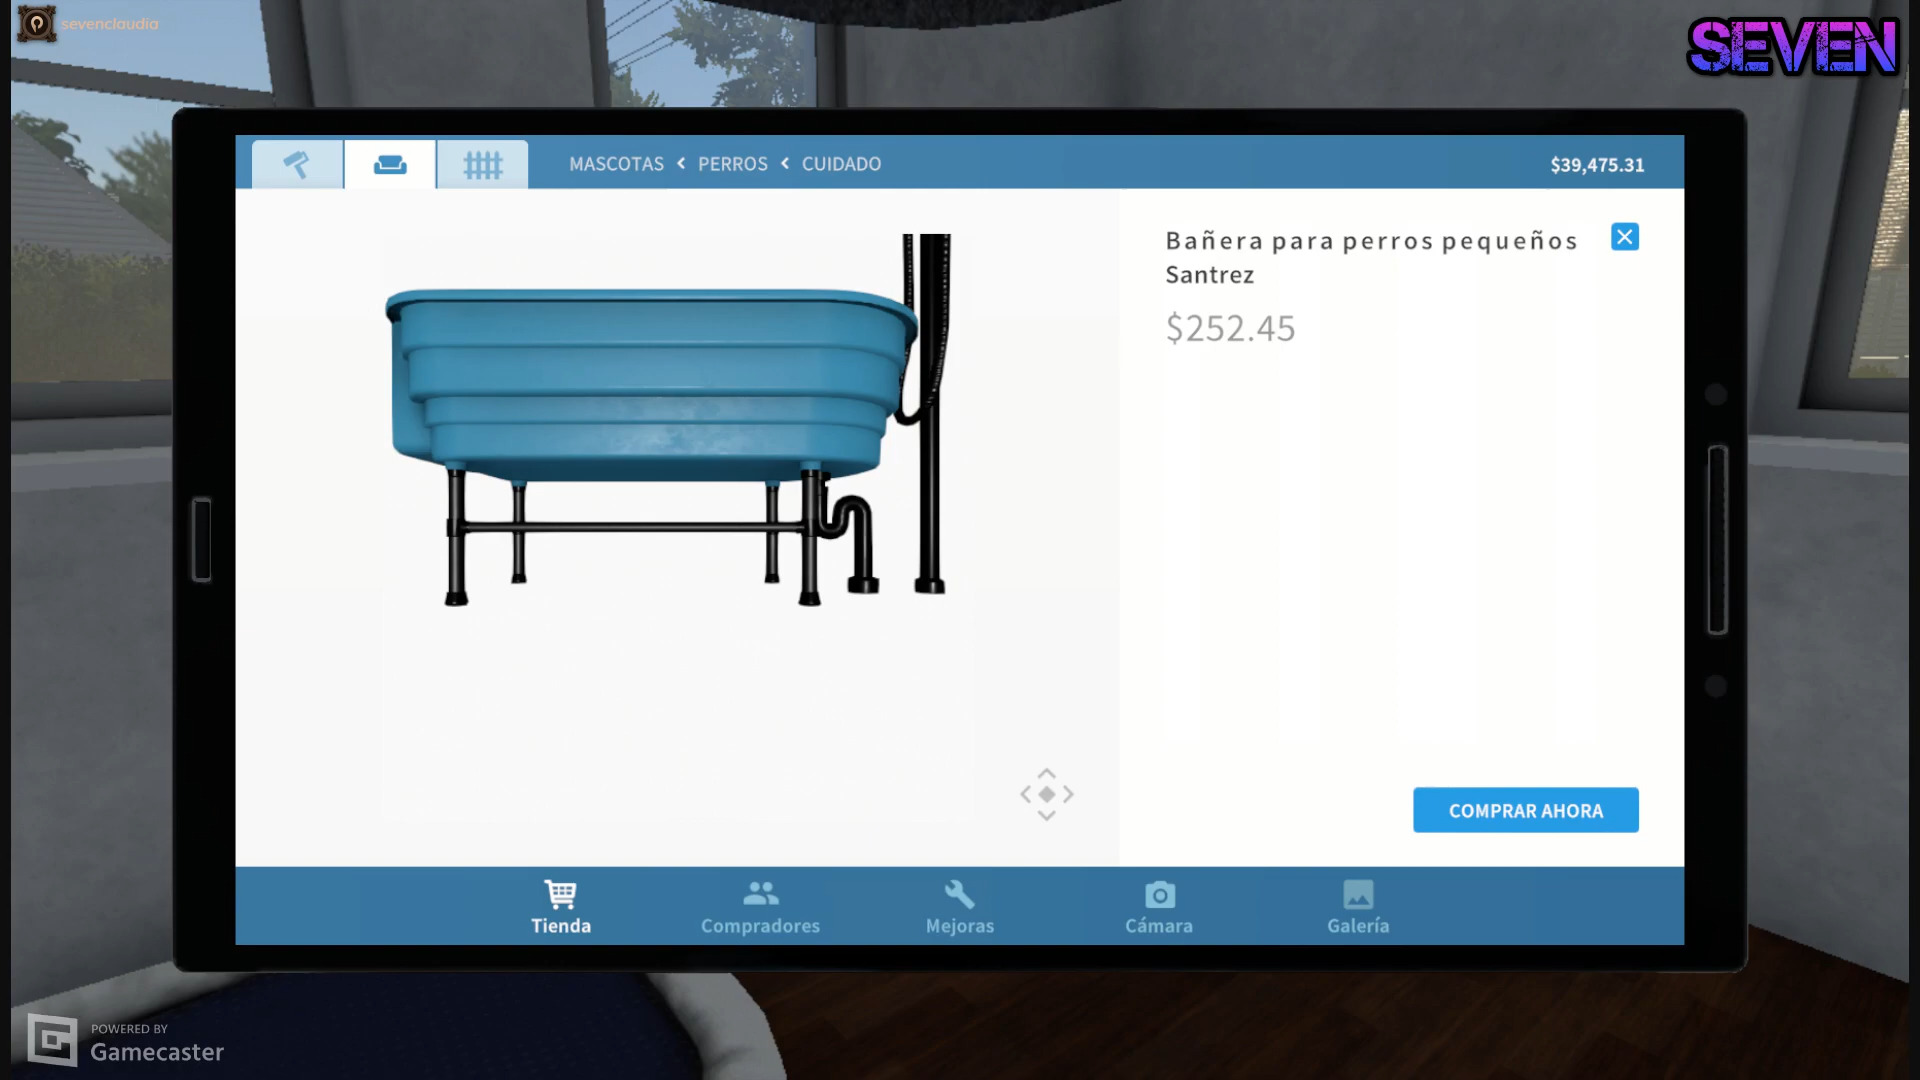 sevenclaudia
SEVEN
MASCOTAS < PERROS < CUIDADO
$39,475.31
Bañera para perros pequeños
Santrez
$252.45
COMPRAR AHORA
Tienda
Compradores
Mejoras
Cámara
Galería
POWERED BY
Gamecaster